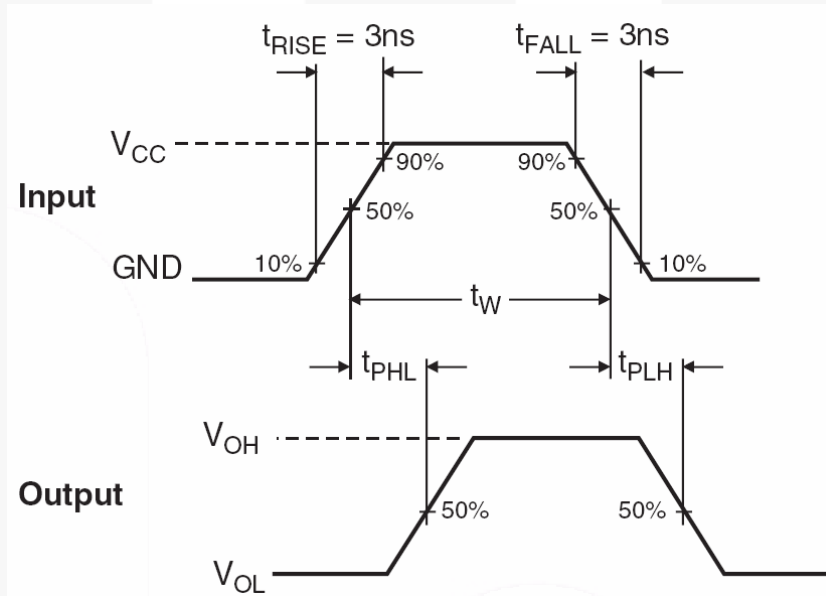 tRISE = 3ns tFALL = 3ns
VCC
90% 90%
Input
50% 50%
GND 10% 10%
tW
tPHL tPLH
VOH
Output
50% 50%
VOL